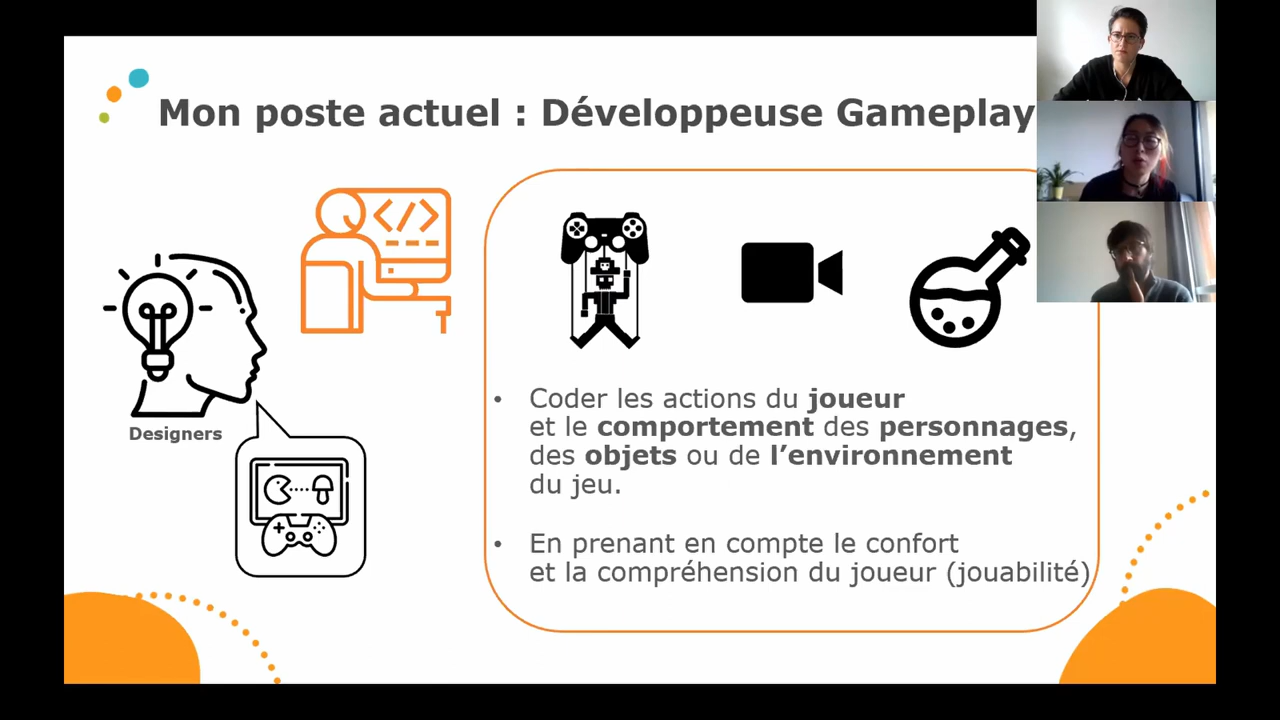 Mon poste actuel : Développeuse Gameplay
Designers
• Coder les actions du joueur
et le comportement des personnages,
des objets ou de l’environnement
du jeu.
• En prenant en compte le confort
et la compréhension du joueur (jouabilité)